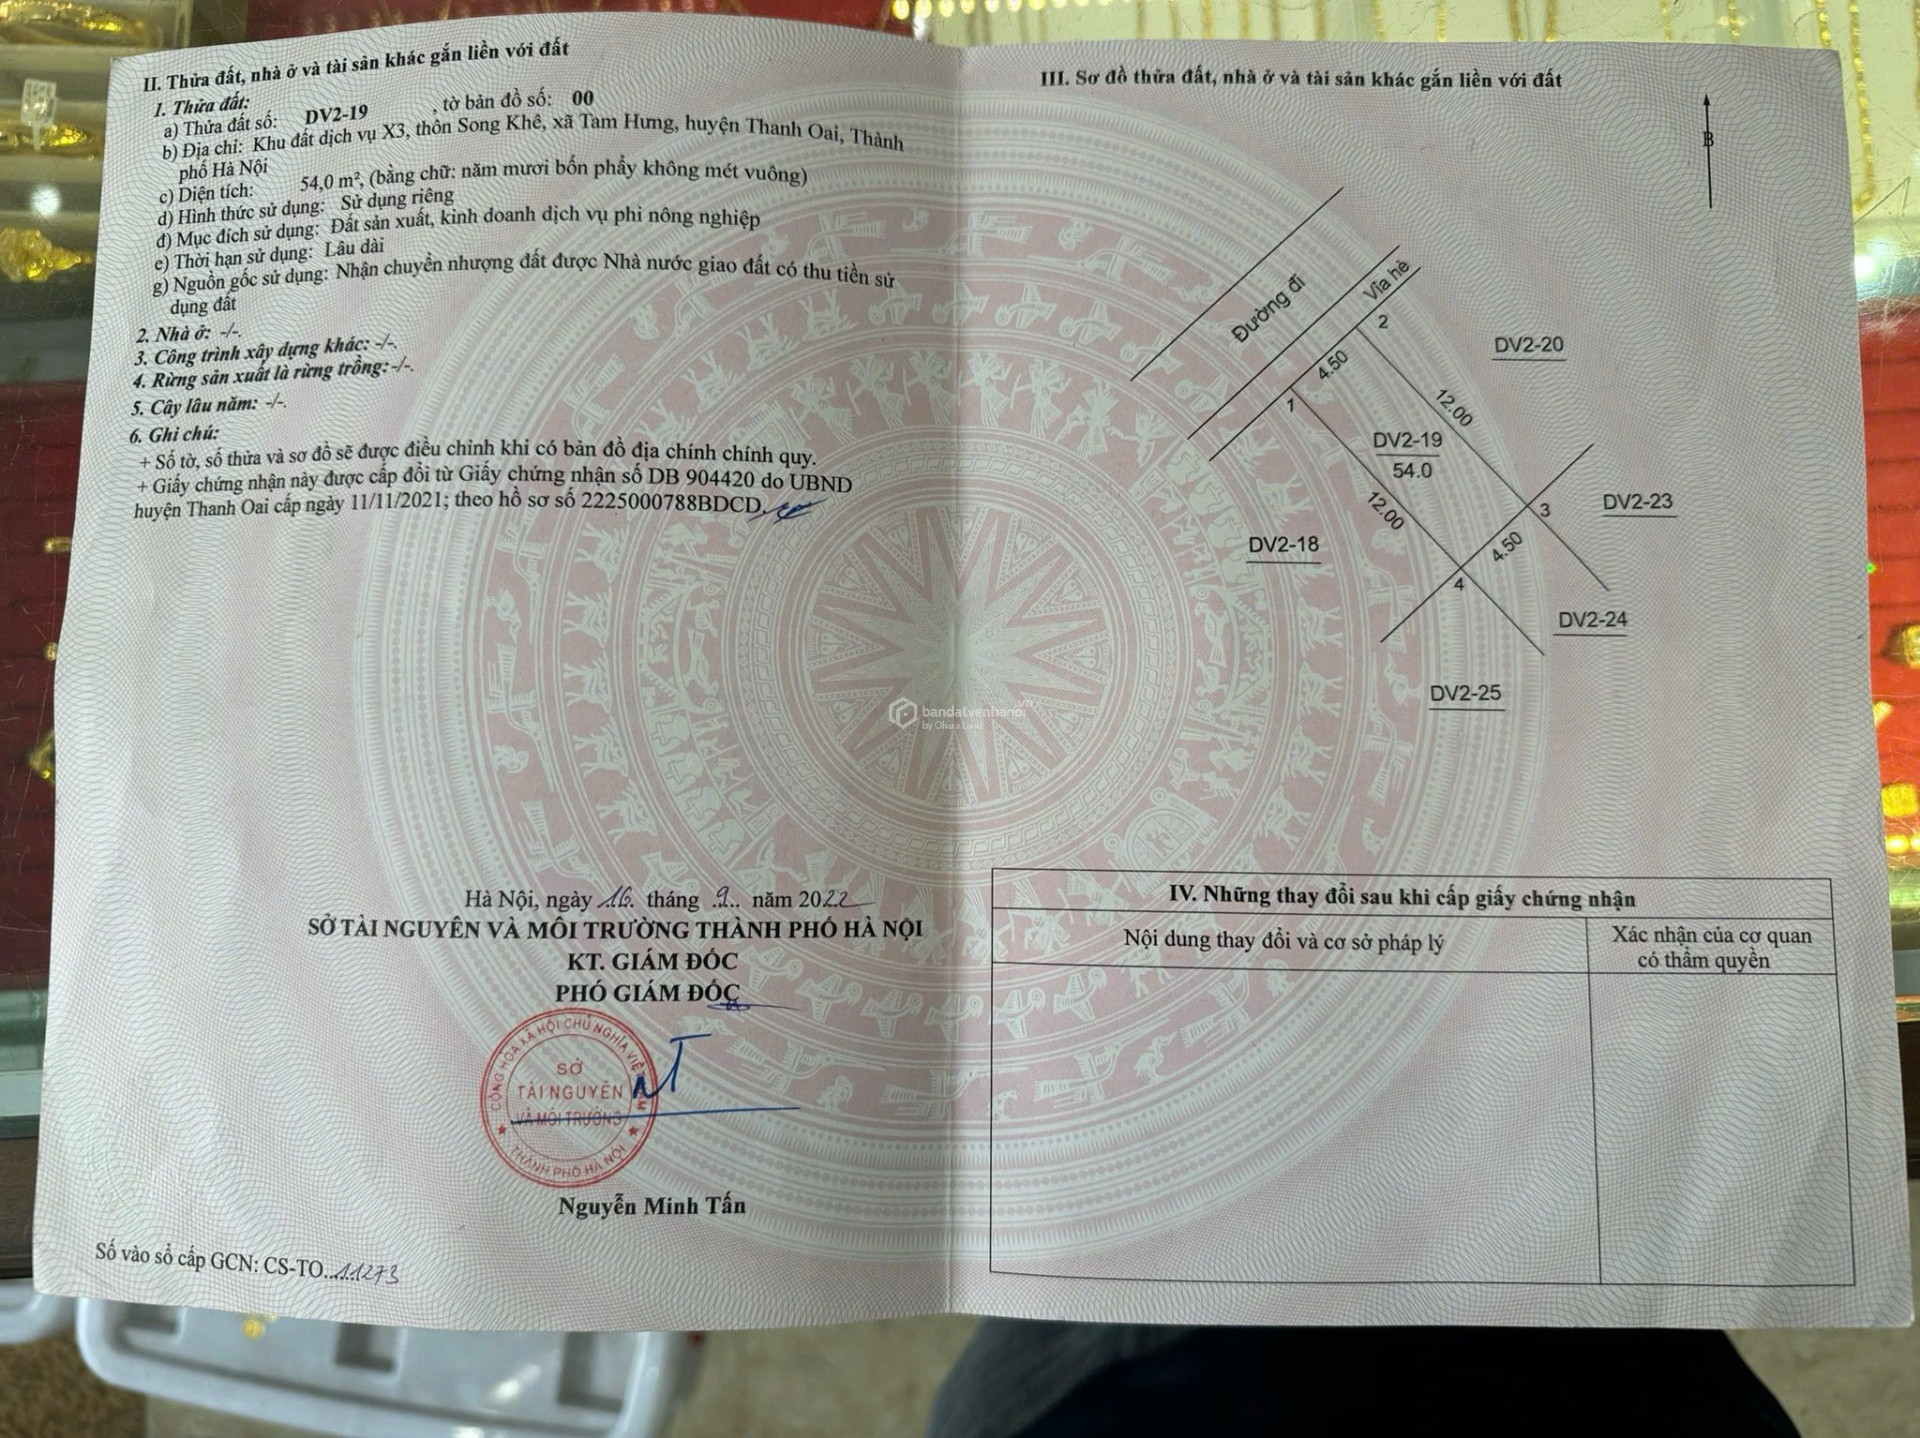 II. Thửa đất, nhà ở và tài sản khác gắn liền với đất
1. Thửa đất:
a) Thửa đất số: DV2-19 , tờ bản đồ số: 00
b) Địa chỉ: Khu đất dịch vụ X3, thôn Song Khê, xã Tam Hưng, huyện Thanh Oai, Thành
phố Hà Nội
c) Diện tích: 54,0 m², (bằng chữ: năm mươi bốn phẩy không mét vuông)
d) Hình thức sử dụng: Sử dụng riêng
đ) Mục đích sử dụng: Đất sản xuất, kinh doanh dịch vụ phi nông nghiệp
e) Thời hạn sử dụng: Lâu dài
g) Nguồn gốc sử dụng: Nhận chuyển nhượng đất được Nhà nước giao đất có thu tiền sử
dụng đất
2. Nhà ở: -/-.
3. Công trình xây dựng khác: -/-.
4. Rừng sản xuất là rừng trồng: -/-.
5. Cây lâu năm: -/-.
6. Ghi chú:
+ Số tờ, số thửa và sơ đồ sẽ được điều chỉnh khi có bản đồ địa chính chính quy.
+ Giấy chứng nhận này được cấp đổi từ Giấy chứng nhận số DB 904420 do UBND
huyện Thanh Oai cấp ngày 11/11/2021; theo hồ sơ số 2225000788BDCD.
Hà Nội, ngày 16. tháng .9.. năm 2022
SỞ TÀI NGUYÊN VÀ MÔI TRƯỜNG THÀNH PHỐ HÀ NỘI
KT. GIÁM ĐỐC
PHÓ GIÁM ĐỐC
CỘNG HÒA XÃ HỘI CHỦ NGHĨA VIỆT NAM
SỞ
TÀI NGUYÊN
VÀ MÔI TRƯỜNG
★ THÀNH PHỐ HÀ NỘI ★
Nguyễn Minh Tấn
Số vào sổ cấp GCN: CS-TO......11273
III. Sơ đồ thửa đất, nhà ở và tài sản khác gắn liền với đất
B
Đường đi
Vỉa hè
2
DV2-20
4.50
1
12.00
DV2-19
54.0
12.00
3
DV2-23
DV2-18
4.50
4
DV2-24
DV2-25
bandatvenhanoi.vn
by Ohara Land
IV. Những thay đổi sau khi cấp giấy chứng nhận
Nội dung thay đổi và cơ sở pháp lý
Xác nhận của cơ quan
có thẩm quyền